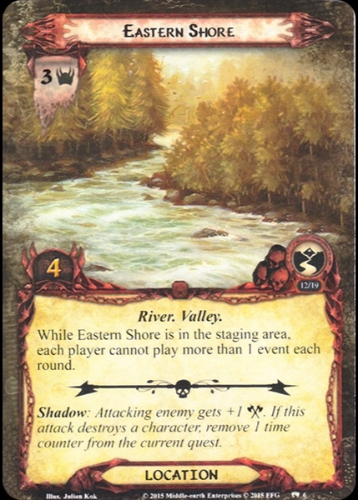 EASTERN SHORE
3
4
12/19
River. Valley.
While Eastern Shore is in the staging area,
each player cannot play more than 1 event each
round.
Shadow: Attacking enemy gets +1 . If this
attack destroys a character, remove 1 time
counter from the current quest.
LOCATION
Illus. Julian Kok © 2015 Middle-earth Enterprises © 2015 FFG 6